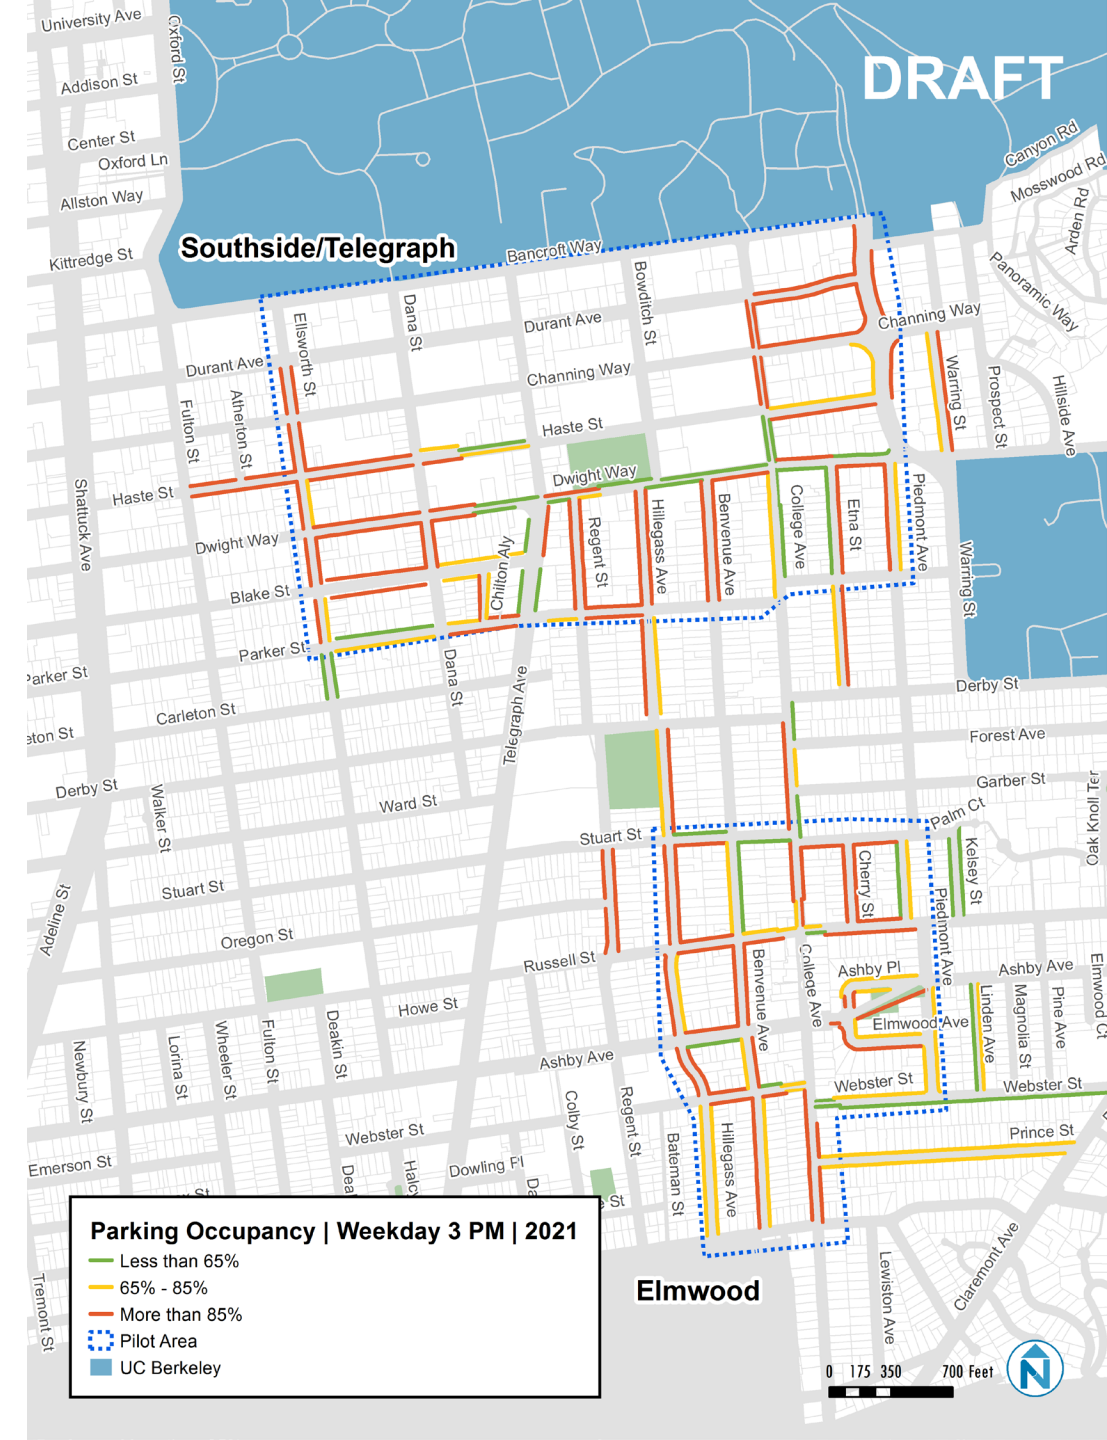 University Ave
Oxford St
DRAFT
Addison St
Center St
Oxford Ln
Canyon Rd
Mosswood Rd
Allston Way
Arden Rd
Kittredge St
Southside/Telegraph
Bancroft Way
Bowditch St
Panoramic Way
Dana St
Ellsworth St
Durant Ave
Channing Way
Durant Ave
Channing Way
Warring St
Prospect St
Hillside Ave
Fulton St
Atherton St
Haste St
Dwight Way
Shattuck Ave
Haste St
Hillegass Ave
Benvenue Ave
College Ave
Etna St
Piedmont Ave
Dwight Way
Regent St
Chilton Aly
Warring St
Blake St
Parker St
Parker St
Dana St
Telegraph Ave
Derby St
Carleton St
eton St
Forest Ave
Derby St
Garber St
Oak Knoll Ter
Walker St
Ward St
Palm Ct
Stuart St
Kelsey St
Cherry St
Stuart St
Adeline St
Piedmont Ave
Oregon St
Russell St
Benvenue Ave
College Ave
Ashby Pl
Ashby Ave
Elmwood Ct
Howe St
Elmwood Ave
Linden Ave
Magnolia St
Pine Ave
Newbury St
Lorina St
Wheeler St
Fulton St
Deakin St
Ashby Ave
Webster St
Webster St
Colby St
Regent St
Webster St
Prince St
Bateman St
Hillegass Ave
Emerson St
Dowling Pl
Parking Occupancy | Weekday 3 PM | 2021
Less than 65%
65% - 85%
More than 85%
Pilot Area
UC Berkeley
Tremont St
Elmwood
Lewiston Ave
Claremont Ave
0 175 350 700 Feet
N